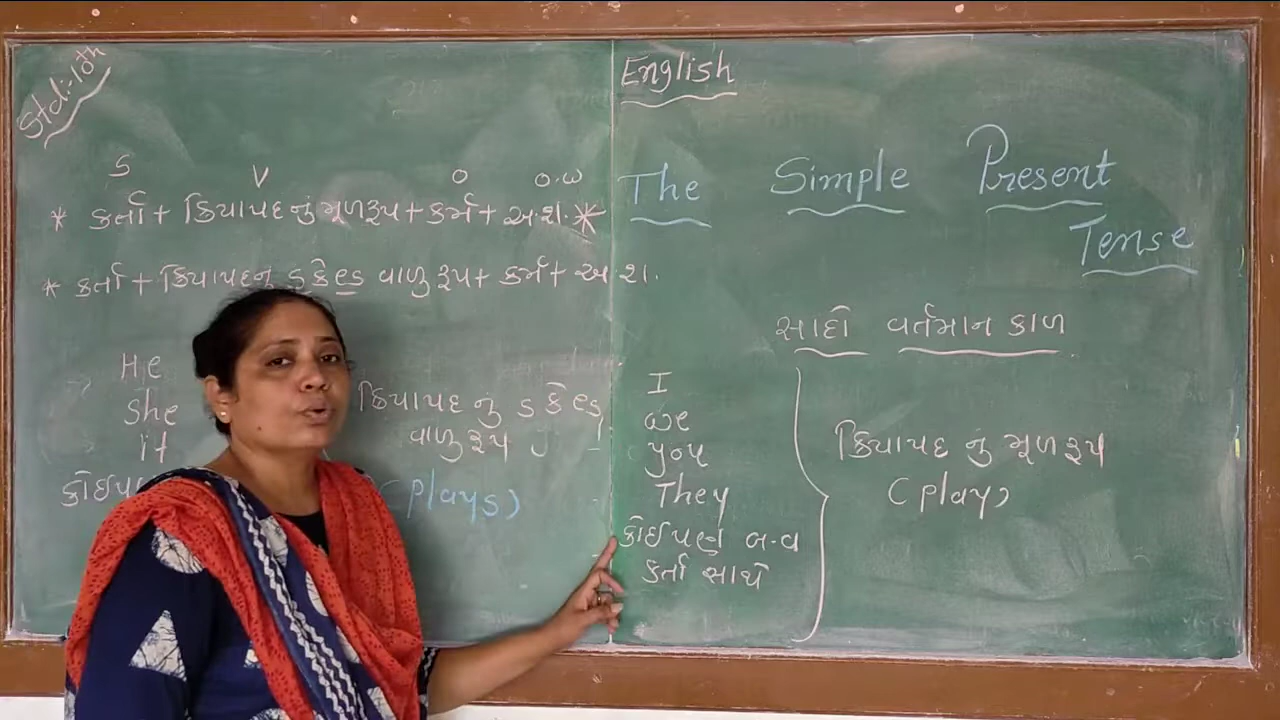 Std:-10th
S V O O.W
* કર્તા + ક્રિયાપદ નું મૂળરૂપ + કર્મ + અ.શ. *
* કર્તા + ક્રિયાપદનું s કે es વાળુ રૂપ + કર્મ + અ શ.
He
She
it
ક્રિયાપદ નું s કે es
વાળુ રૂપ
(plays)
English
The Simple Present
Tense
સાદો વર્તમાન કાળ
I
we
you
They
કોઈપણ બ.વ
કર્તા સાથે
ક્રિયાપદ નું મૂળરૂપ
(play)